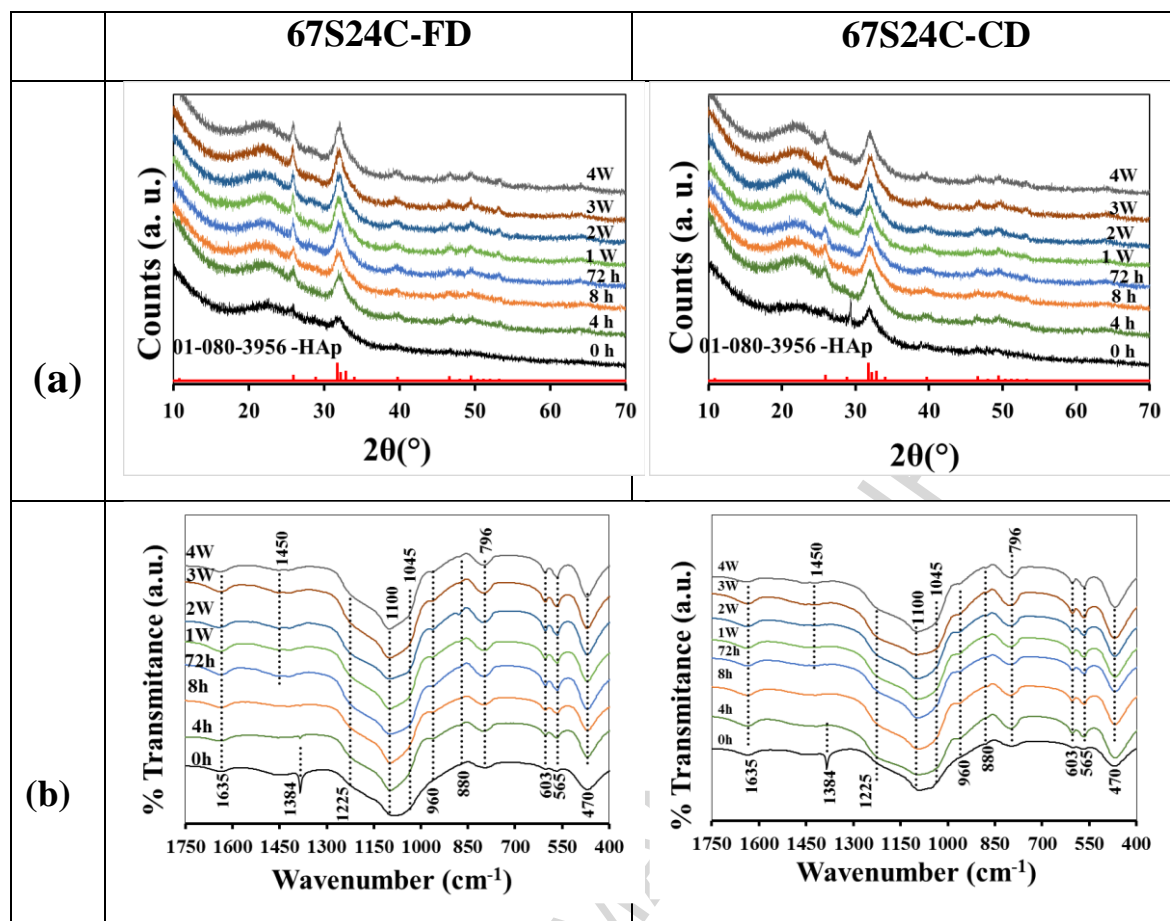 67S24C-FD
67S24C-CD
(a)
Counts (a. u.)
4W
3W
2W
1 W
72 h
8 h
4 h
0 h
01-080-3956 -HAp
10 20 30 40 50 60 70
2θ(°)
Counts (a. u.)
4W
3W
2W
1 W
72 h
8 h
4 h
0 h
01-080-3956 -HAp
10 20 30 40 50 60 70
2θ(°)
(b)
% Transmitance (a.u.)
4W
3W
2W
1W
72h
8h
4h
0h
1450
1100
1045
796
1635
1384
1225
960
880
603
565
470
1750 1600 1450 1300 1150 1000 850 700 550 400
Wavenumber (cm-1)
% Transmitance (a.u.)
4W
3W
2W
1W
72h
8h
4h
0h
1450
1100
1045
796
1635
1384
1225
960
880
603
565
470
1750 1600 1450 1300 1150 1000 850 700 550 400
Wavenumber (cm-1)